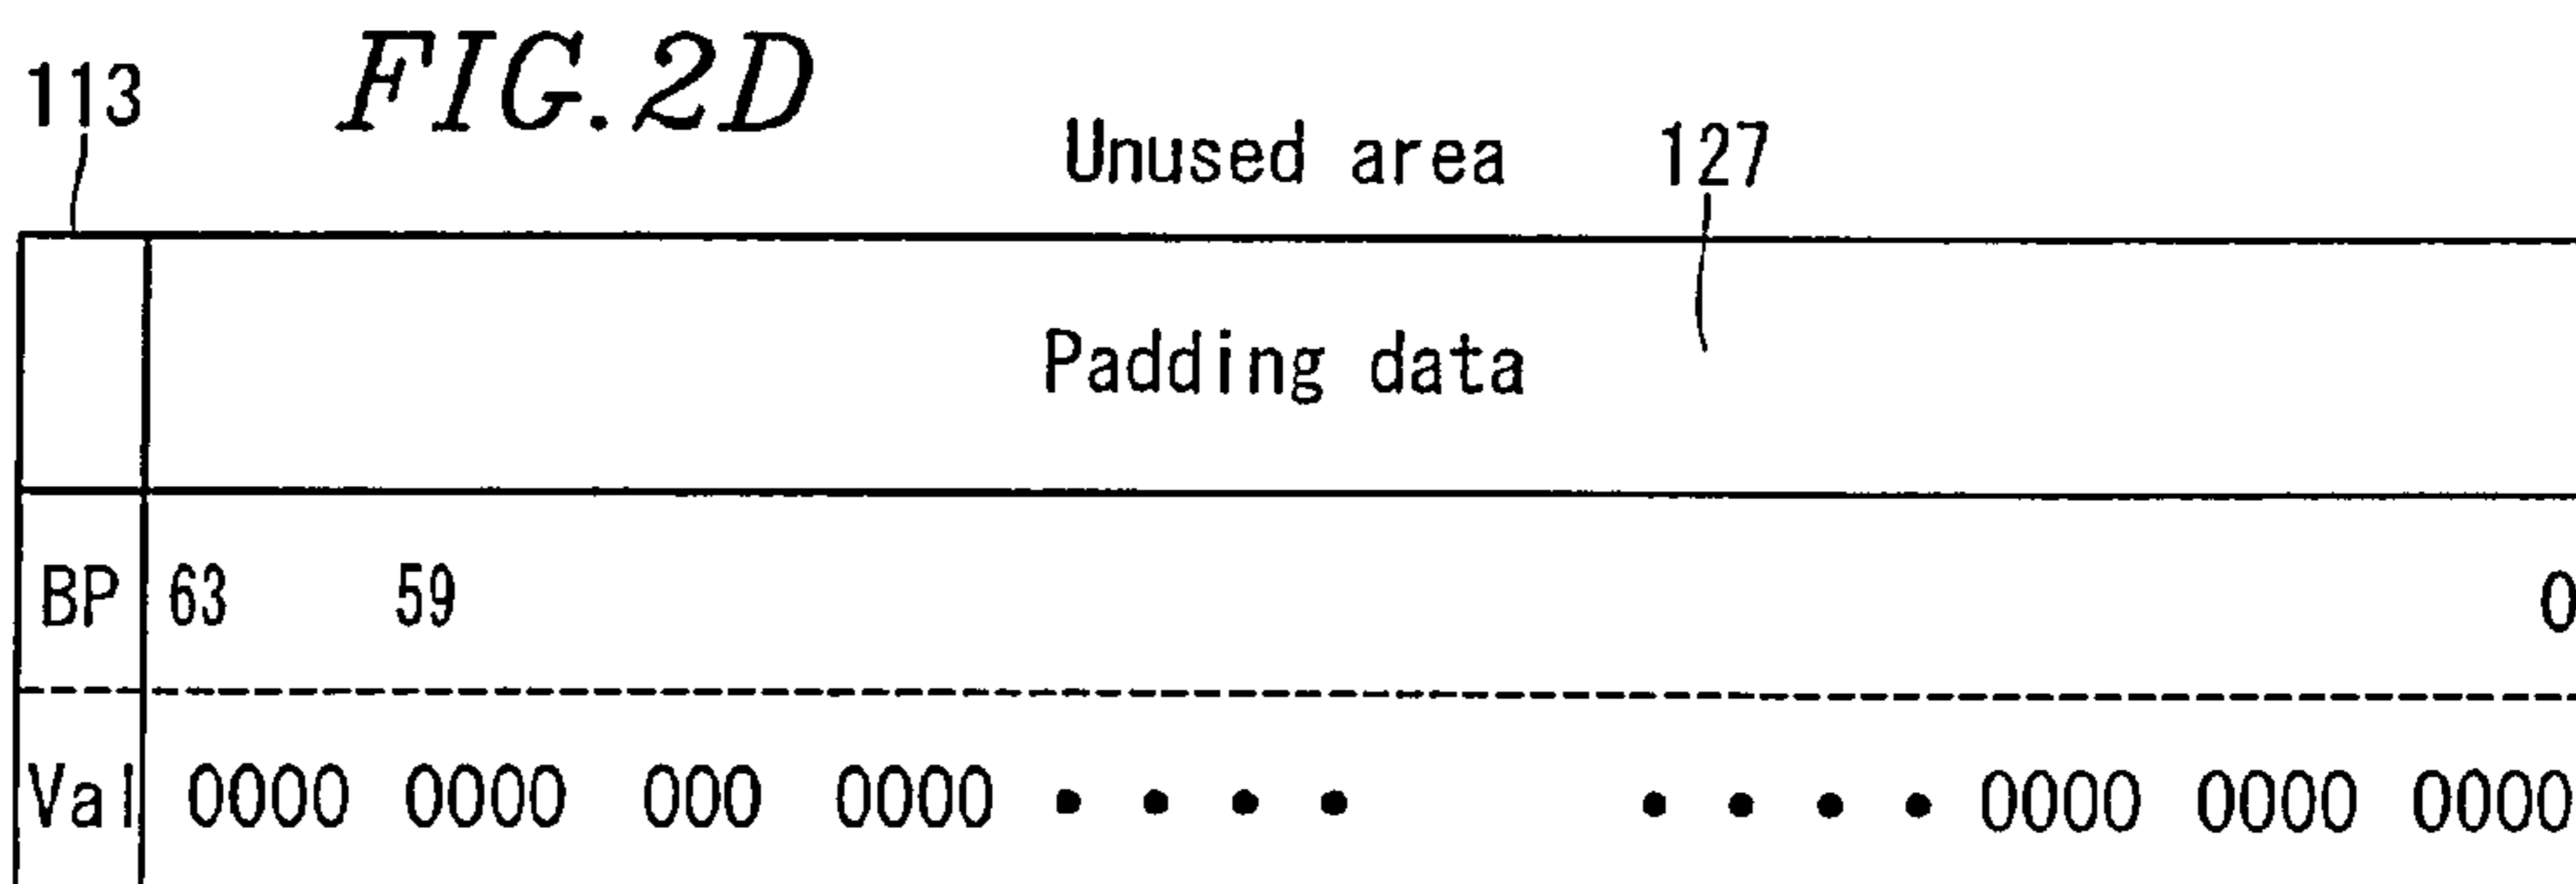 113 FIG.2D
Unused area 127
Padding data
BP 63 59 0
Val 0000 0000 000 0000 • • • • • • • • 0000 0000 0000